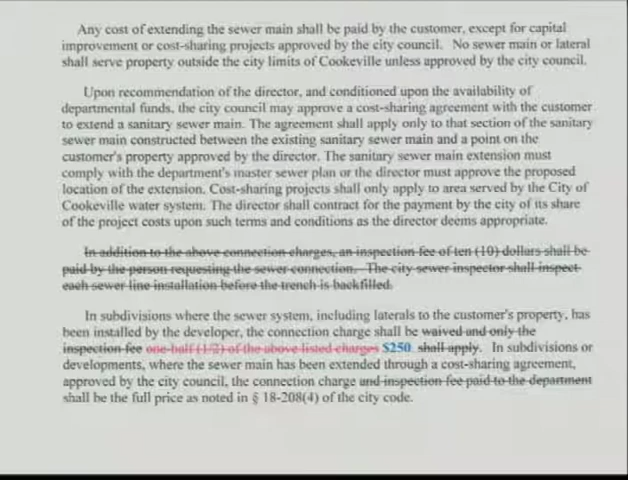 Any cost of extending the sewer main shall be paid by the customer, except for capital
improvement or cost-sharing projects approved by the city council. No sewer main or lateral
shall serve property outside the city limits of Cookeville unless approved by the city council.
Upon recommendation of the director, and conditioned upon the availability of
departmental funds, the city council may approve a cost-sharing agreement with the customer
to extend a sanitary sewer main. The agreement shall apply only to that section of the sanitary
sewer main constructed between the existing sanitary sewer main and a point on the
customer's property approved by the director. The sanitary sewer main extension must
comply with the department's master sewer plan or the director must approve the proposed
location of the extension. Cost-sharing projects shall only apply to area served by the City of
Cookeville water system. The director shall contract for the payment by the city of its share
of the project costs upon such terms and conditions as the director deems appropriate.
In addition to the above connection charges, an inspection fee of ten (10) dollars shall be
paid by the person requesting the sewer connection. The city sewer inspector shall inspect
each sewer line installation before the trench is backfilled.
In subdivisions where the sewer system, including laterals to the customer's property, has
been installed by the developer, the connection charge shall be waived and only the
inspection fee one-half (1/2) of the above listed charges $250. shall apply. In subdivisions or
developments, where the sewer main has been extended through a cost-sharing agreement,
approved by the city council, the connection charge and inspection fee paid to the department
shall be the full price as noted in § 18-208(4) of the city code.